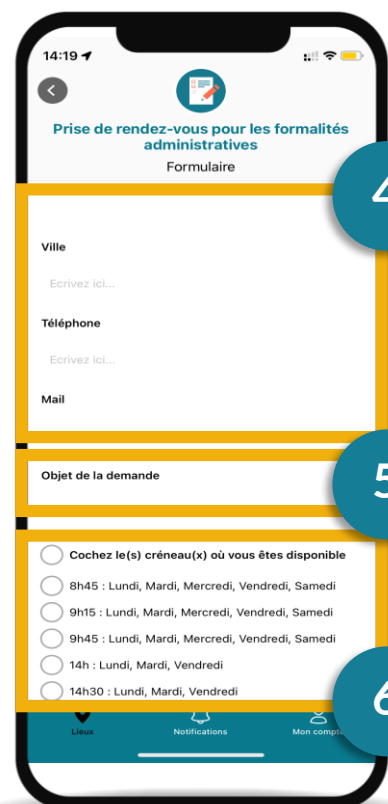 14:19
Prise de rendez-vous pour les formalités
administratives
Formulaire
4
Ville
Ecrivez ici...
Téléphone
Ecrivez ici...
Mail
5
Objet de la demande
Cochez le(s) créneau(x) où vous êtes disponible
8h45 : Lundi, Mardi, Mercredi, Vendredi, Samedi
9h15 : Lundi, Mardi, Mercredi, Vendredi, Samedi
9h45 : Lundi, Mardi, Mercredi, Vendredi, Samedi
14h : Lundi, Mardi, Vendredi
14h30 : Lundi, Mardi, Vendredi
6
Lieux
Notifications
Mon compte